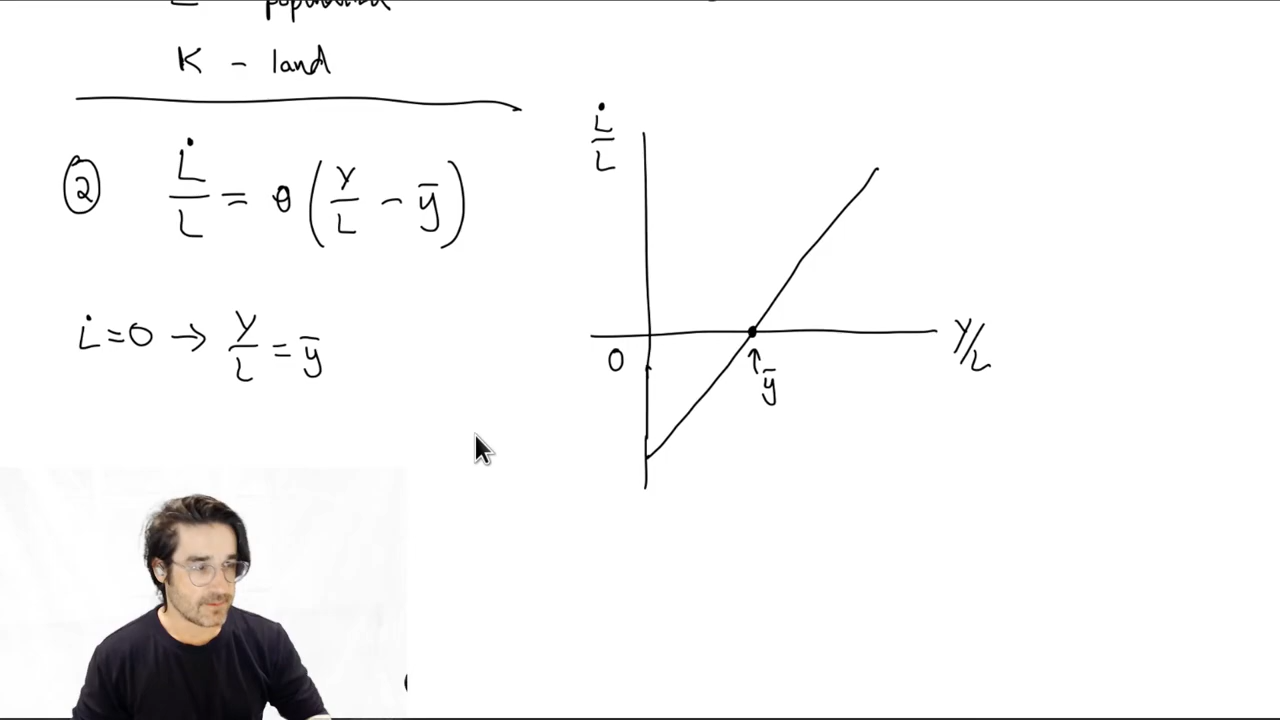 K - land
② L̇/L = θ (Y/L - ȳ)
L̇ = 0 → Y/L = ȳ
L̇/L
0
ȳ
Y/L